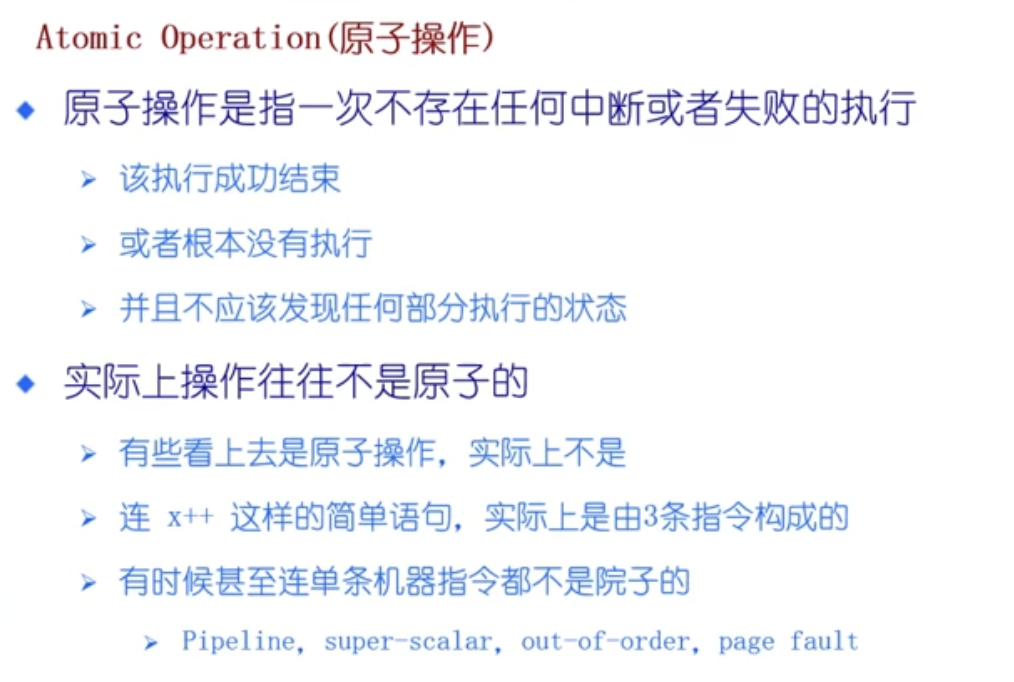 Atomic Operation(原子操作)
原子操作是指一次不存在任何中断或者失败的执行
该执行成功结束
或者根本没有执行
并且不应该发现任何部分执行的状态
实际上操作往往不是原子的
有些看上去是原子操作，实际上不是
连 x++ 这样的简单语句，实际上是由3条指令构成的
有时候甚至连单条机器指令都不是院子的
Pipeline, super-scalar, out-of-order, page fault